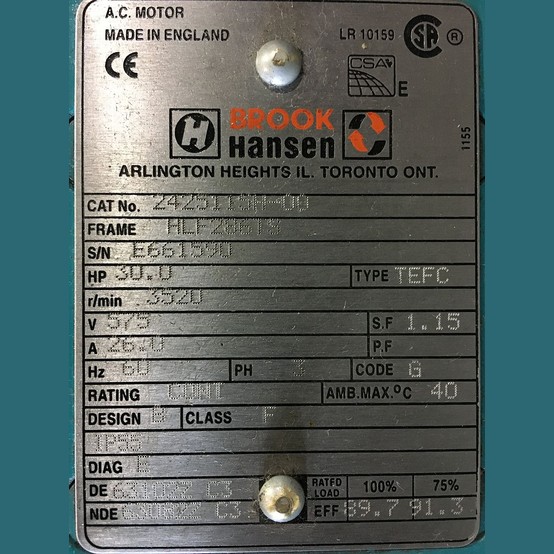 A.C. MOTOR
MADE IN ENGLAND LR 10159 ®
CE
CSA
E
H BROOK
Hansen
1155
ARLINGTON HEIGHTS IL. TORONTO ONT.
CAT No.
FRAME
S/N E661590
HP 30.0 TYPE TEFC
r/min 3520
V 575 S.F 1.15
A 26.0 P.F
Hz 60 PH 3 CODE G
RATING CONT AMB.MAX.ºC 40
DESIGN B CLASS F
IP55
DIAG
DE C3 RATED LOAD 100% 75%
NDE C3 EFF 89.7 91.3